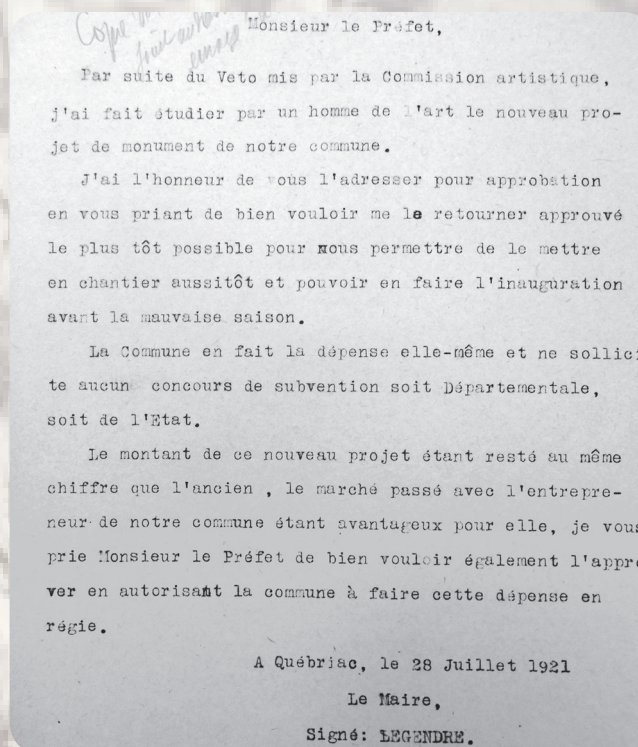 Copie
Monsieur le Préfet,
Par suite du Veto mis par la Commission artistique,
j'ai fait étudier par un homme de l'art le nouveau pro-
jet de monument de notre commune.
J'ai l'honneur de vous l'adresser pour approbation
en vous priant de bien vouloir me le retourner approuvé
le plus tôt possible pour nous permettre de le mettre
en chantier aussitôt et pouvoir en faire l'inauguration
avant la mauvaise saison.
La Commune en fait la dépense elle-même et ne sollici
te aucun concours de subvention soit Départementale,
soit de l'Etat.
Le montant de ce nouveau projet étant resté au même
chiffre que l'ancien , le marché passé avec l'entrepre-
neur de notre commune étant avantageux pour elle, je vous
prie Monsieur le Préfet de bien vouloir également l'appro
ver en autorisant la commune à faire cette dépense en
régie.
A Québriac, le 28 Juillet 1921
Le Maire,
Signé: LEGENDRE.